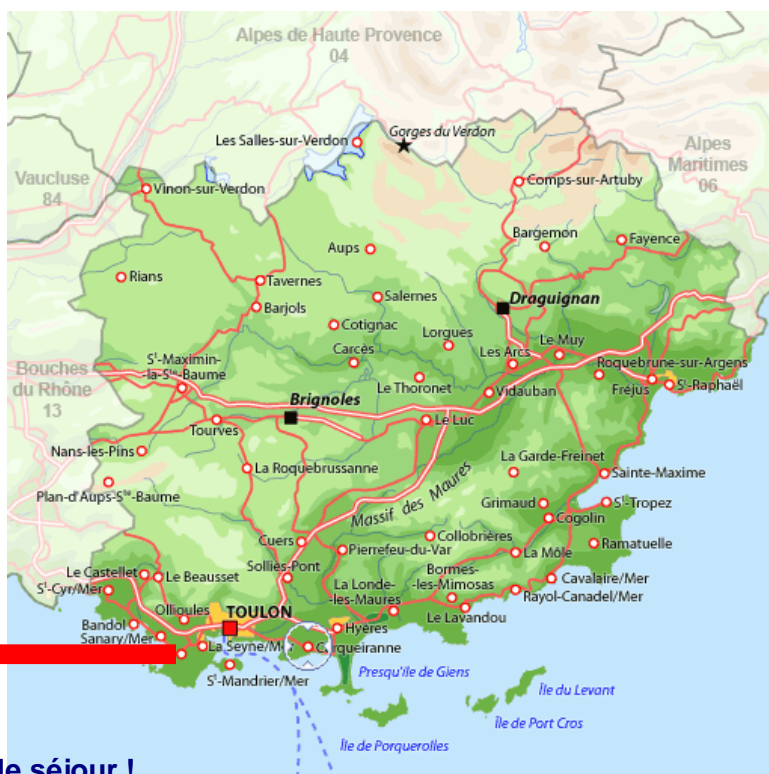 Alpes de Haute Provence
04
Gorges du Verdon
Les Salles-sur-Verdon
Alpes
Maritimes
06
Vaucluse
84
Vinon-sur-Verdon
Comps-sur-Artuby
Bargemon
Fayence
Aups
Rians
Tavernes
Salernes
Draguignan
Barjols
Cotignac
Lorgues
Le Muy
Carcès
Les Arcs
Roquebrune-sur-Argens
Sᵗ-Maximin-
la-Sᵗᵉ-Baume
Bouches
du Rhône
13
Le Thoronet
Vidauban
Fréjus
Sᵗ-Raphaël
Brignoles
Tourves
Le Luc
Nans-les-Pins
La Roquebrussanne
La Garde-Freinet
Sainte-Maxime
Plan-d'Aups-Sᵗᵉ-Baume
Massif des Maures
Grimaud
Sᵗ-Tropez
Cogolin
Cuers
Collobrières
Ramatuelle
Pierrefeu-du-Var
La Môle
Sollies-Pont
Bormes-
-les-Mimosas
Le Castellet
Le Beausset
La Londe-
-les-Maures
Cavalaire/Mer
Sᵗ-Cyr/Mer
Rayol-Canadel/Mer
Ollioules
TOULON
Le Lavandou
Bandol
Hyères
Sanary/Mer
La Seyne/Mer
Carqueiranne
Sᵗ-Mandrier/Mer
Presqu'île de Giens
Île du Levant
Île de Port Cros
Île de Porquerolles
séjour !